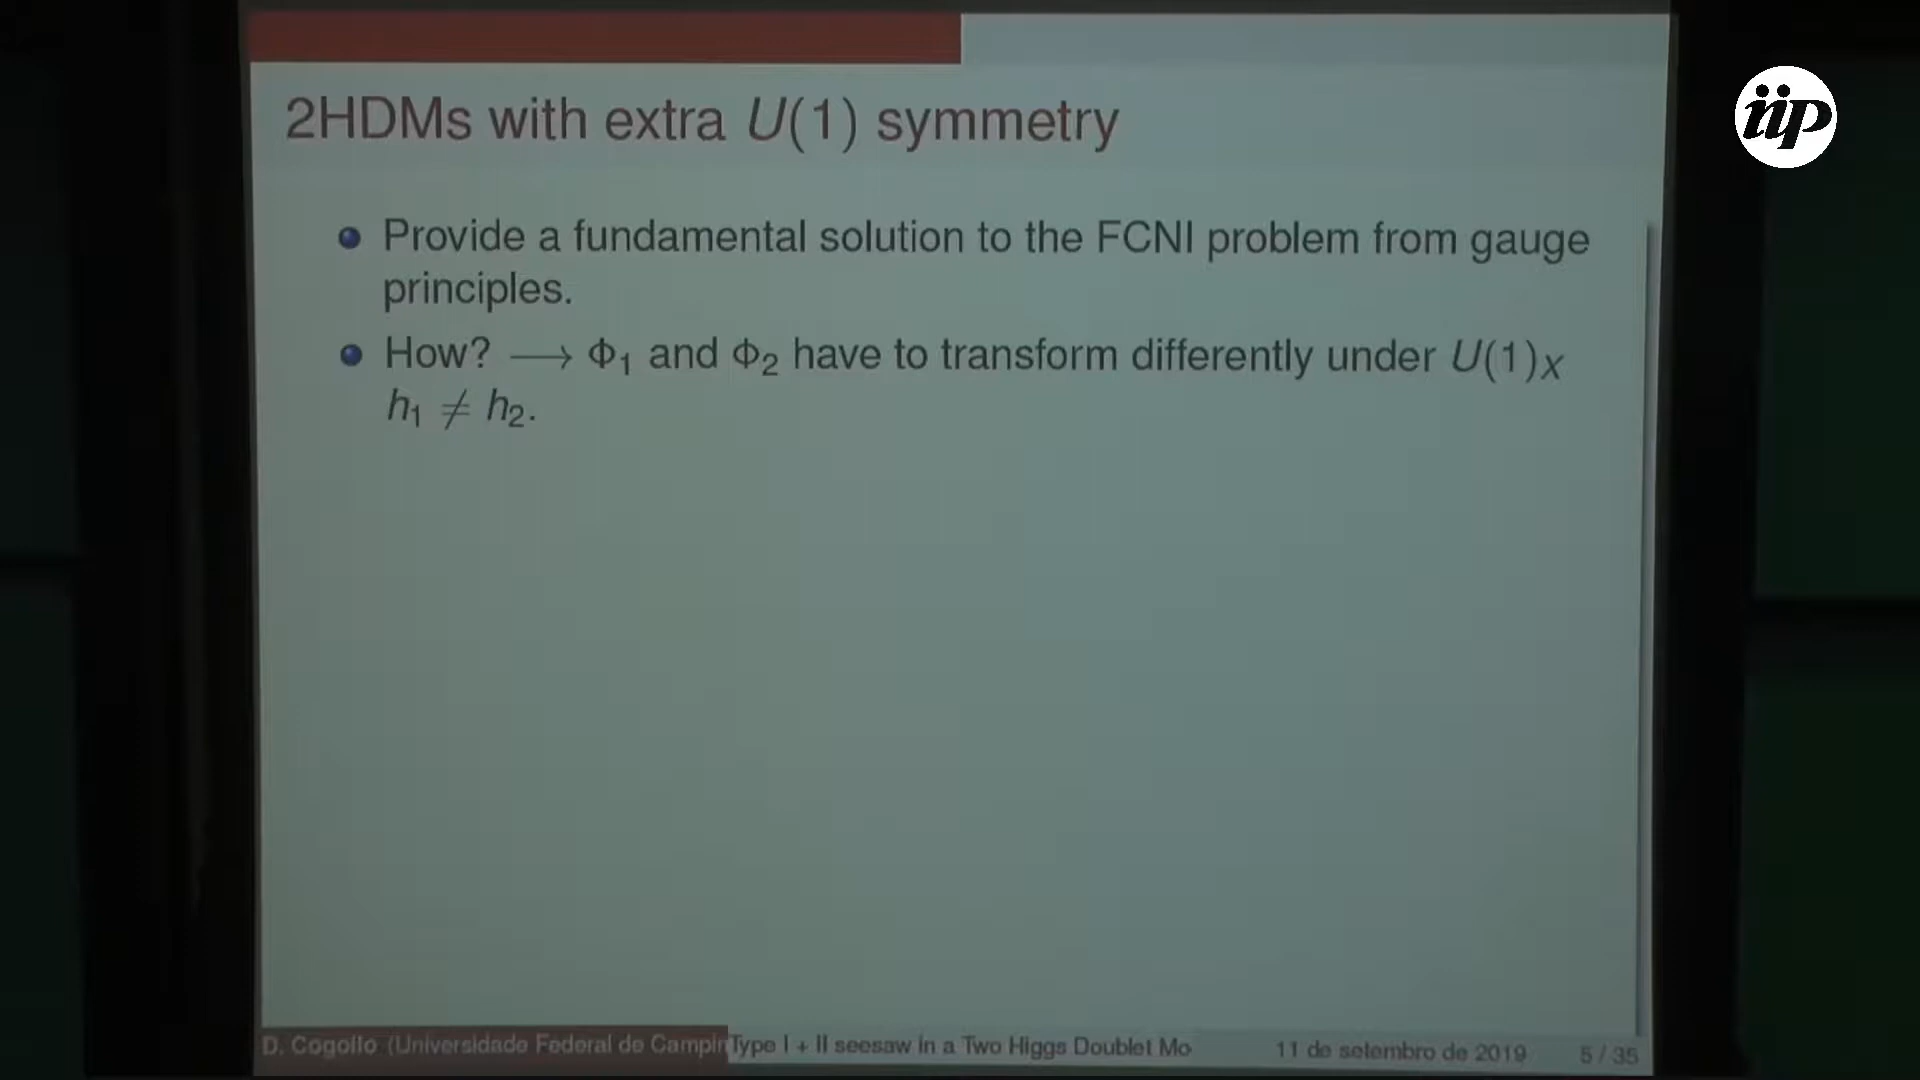 iip
2HDMs with extra U(1) symmetry
Provide a fundamental solution to the FCNI problem from gauge
principles.
How? ⟶ Φ₁ and Φ₂ have to transform differently under U(1)X
h₁ ≠ h₂.
D. Cogollo (Universidade Federal de Campin Type I + II seesaw in a Two Higgs Doublet Mo 11 de setembro de 2019 5 / 35